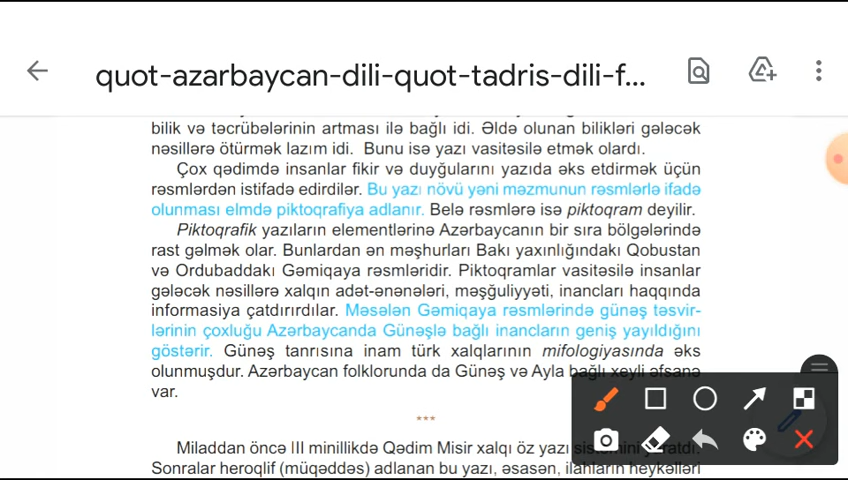 quot-azarbaycan-dili-quot-tadris-dili-f...
bilik və təcrübələrinin artması ilə bağlı idi. Əldə olunan bilikləri gələcək
nəsillərə ötürmək lazım idi. Bunu isə yazı vasitəsilə etmək olardı.
Çox qədimdə insanlar fikir və duyğularını yazıda əks etdirmək üçün
rəsmlərdən istifadə edirdilər. Bu yazı növü yəni məzmunun rəsmlərlə ifadə
olunması elmdə piktoqrafiya adlanır. Belə rəsmlərə isə piktoqram deyilir.
Piktoqrafik yazıların elementlərinə Azərbaycanın bir sıra bölgələrində
rast gəlmək olar. Bunlardan ən məşhurları Bakı yaxınlığındakı Qobustan
və Ordubaddakı Gəmiqaya rəsmləridir. Piktoqramlar vasitəsilə insanlar
gələcək nəsillərə xalqın adət-ənənələri, məşğuliyyəti, inancları haqqında
informasiya çatdırırdılar. Məsələn Gəmiqaya rəsmlərində günəş təsvir-
lərinin çoxluğu Azərbaycanda Günəşlə bağlı inancların geniş yayıldığını
göstərir. Günəş tanrısına inam türk xalqlarının mifologiyasında əks
olunmuşdur. Azərbaycan folklorunda da Günəş və Ayla bağlı xeyli əfsanə
var.
***
Miladdan öncə III minillikdə Qədim Misir xalqı öz yazı sistemini yaratdı.
Sonralar heroqlif (müqəddəs) adlanan bu yazı, əsasən, ilahların heykəlləri